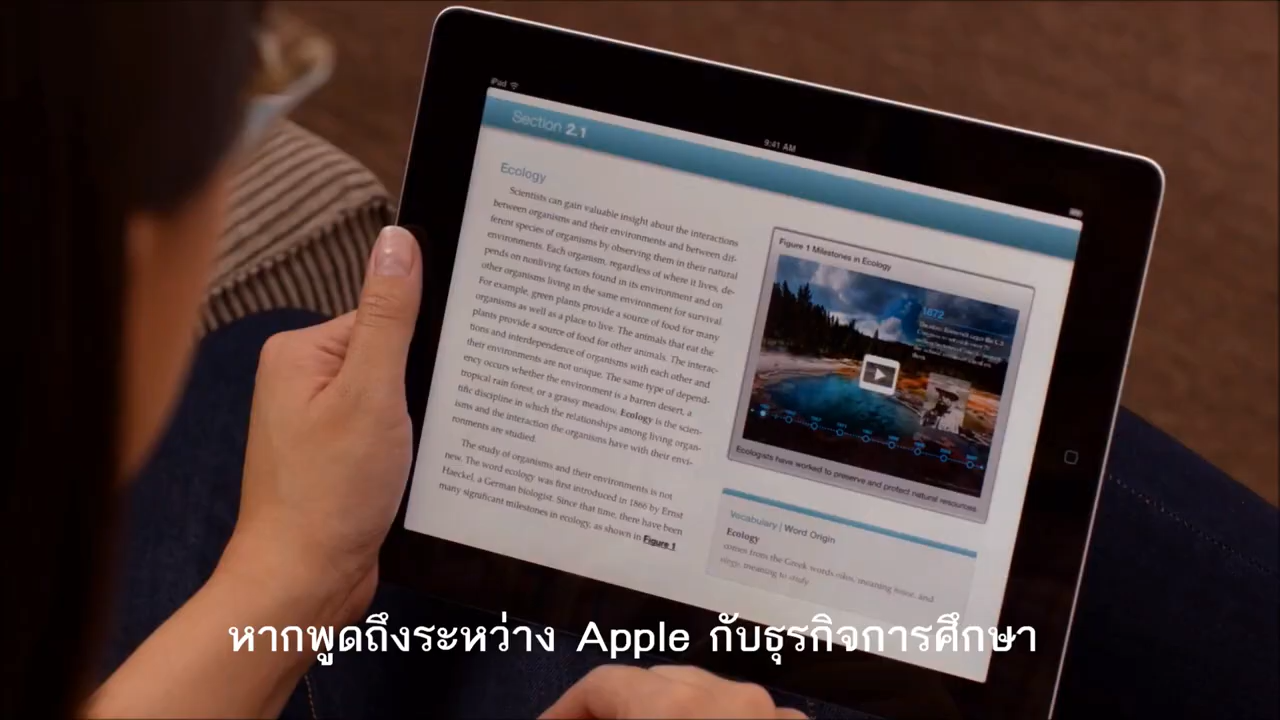 iPad
9:41 AM
Section 2.1
Ecology
Scientists can gain valuable insight about the interactions
between organisms and their environments and between dif-
ferent species of organisms by observing them in their natural
environments. Each organism, regardless of where it lives, de-
pends on nonliving factors found in its environment and on
other organisms living in the same environment for survival
For example, green plants provide a source of food for many
organisms as well as a place to live. The animals that eat the
plants provide a source of food for other animals. The interac-
tions and interdependence of organisms with each other and
their environments are not unique. The same type of depend-
ency occurs whether the environment is a barren desert, a
tropical rain forest, or a grassy meadow. Ecology is the scien-
tific discipline in which the relationships among living organ-
isms and the interaction the organisms have with their envi-
ronments are studied.
The study of organisms and their environments is not
new. The word ecology was first introduced in 1866 by Ernst
Haeckel, a German biologist. Since that time, there have been
many significant milestones in ecology, as shown in Figure 1
Figure 1 Milestones in Ecology
1872
Ecologists have worked to preserve and protect natural resources.
Vocabulary | Word Origin
Ecology
comes from the Greek words oikos, meaning house, and
meaning to study
หากพูดถึงระหว่าง Apple กับธุรกิจการศึกษา